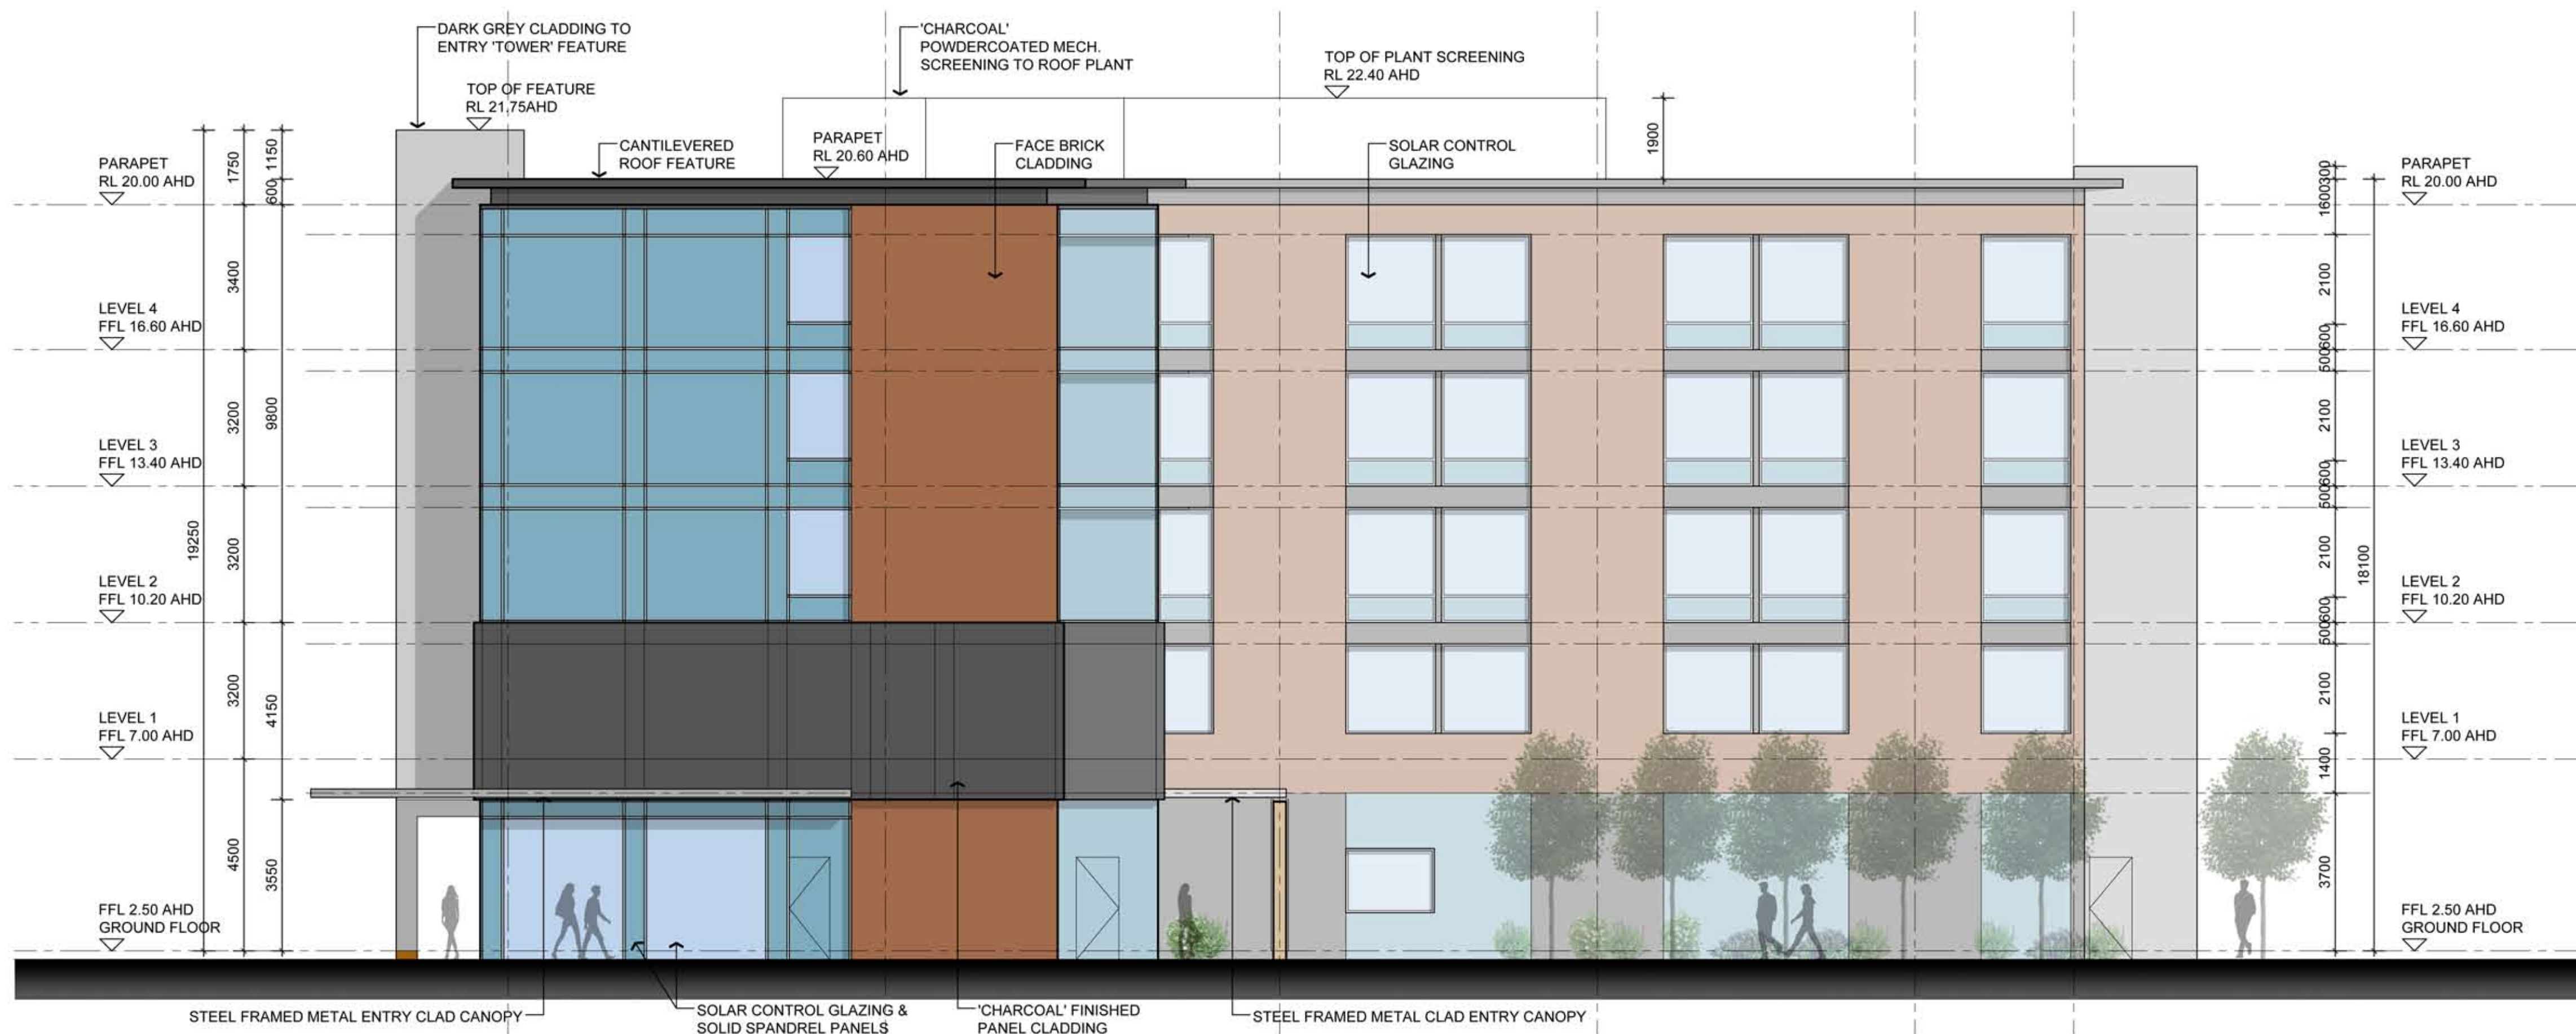 DARK GREY CLADDING TO
ENTRY 'TOWER' FEATURE
'CHARCOAL'
POWDERCOATED MECH.
SCREENING TO ROOF PLANT
TOP OF PLANT SCREENING
RL 22.40 AHD
TOP OF FEATURE
RL 21.75AHD
CANTILEVERED
ROOF FEATURE
PARAPET
RL 20.60 AHD
FACE BRICK
CLADDING
SOLAR CONTROL
GLAZING
1900
PARAPET
RL 20.00 AHD
LEVEL 4
FFL 16.60 AHD
LEVEL 3
FFL 13.40 AHD
LEVEL 2
FFL 10.20 AHD
LEVEL 1
FFL 7.00 AHD
FFL 2.50 AHD
GROUND FLOOR
19250
1750
3400
3200
3200
3200
4500
1150
600
9800
4150
3550
1600300
2100
500600
2100
500600
2100
500600
2100
1400
3700
18100
PARAPET
RL 20.00 AHD
LEVEL 4
FFL 16.60 AHD
LEVEL 3
FFL 13.40 AHD
LEVEL 2
FFL 10.20 AHD
LEVEL 1
FFL 7.00 AHD
FFL 2.50 AHD
GROUND FLOOR
STEEL FRAMED METAL ENTRY CLAD CANOPY
SOLAR CONTROL GLAZING &
SOLID SPANDREL PANELS
'CHARCOAL' FINISHED
PANEL CLADDING
STEEL FRAMED METAL CLAD ENTRY CANOPY